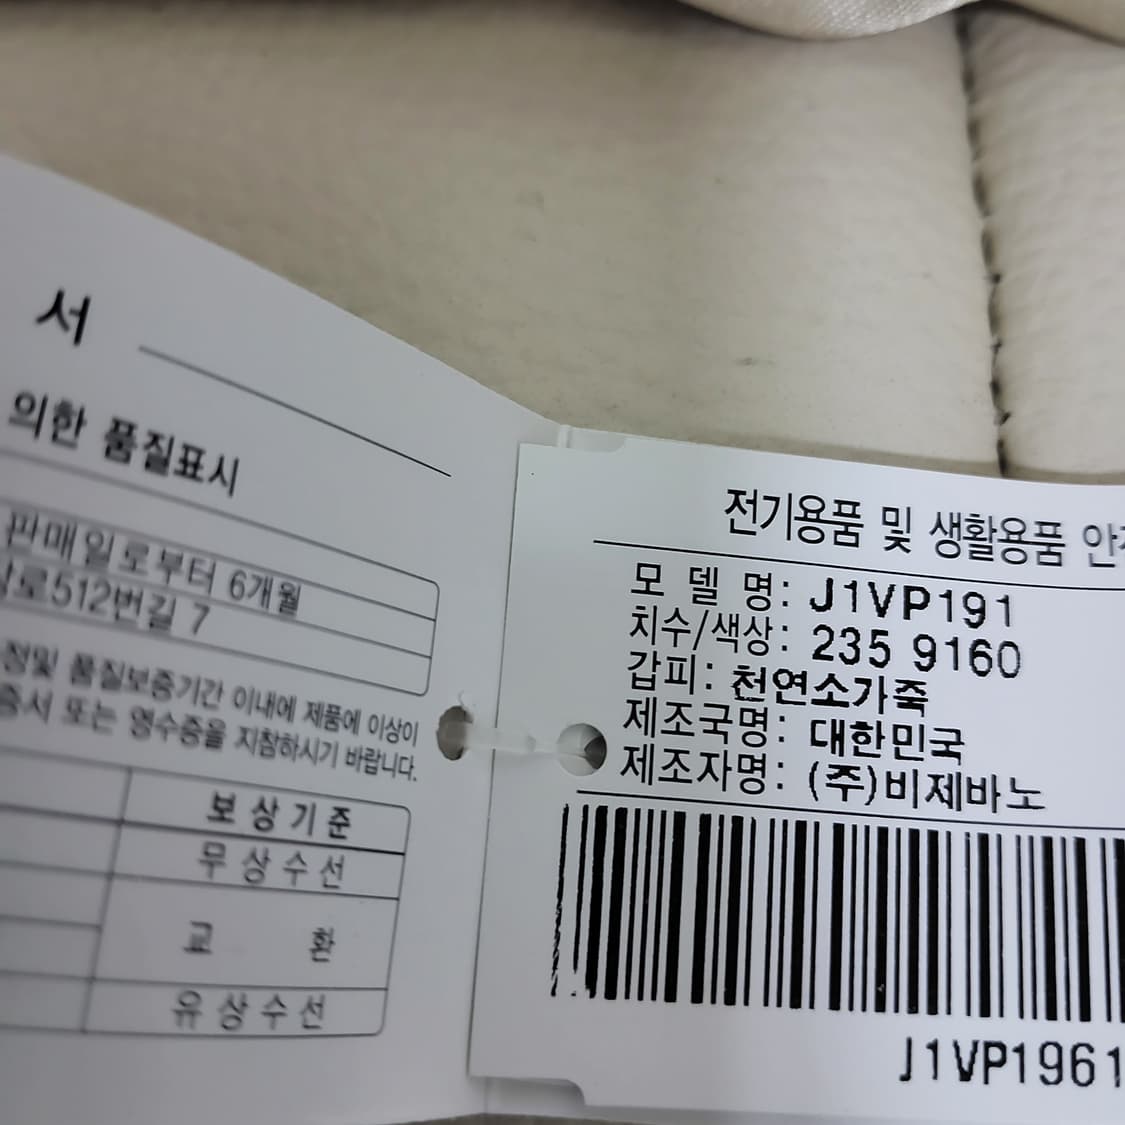 서
의한 품질표시
판매일로부터 6개월
로512번길 7
정및 품질보증기간 이내에 제품에 이상이
증서 또는 영수증을 지참하시기 바랍니다.
보상기준
무상수선
교 환
유상수선
전기용품 및 생활용품 안
모 델 명: J1VP191
치수/색상: 235 9160
갑피: 천연소가죽
제조국명: 대한민국
제조자명: (주)비제바노
J1VP1961